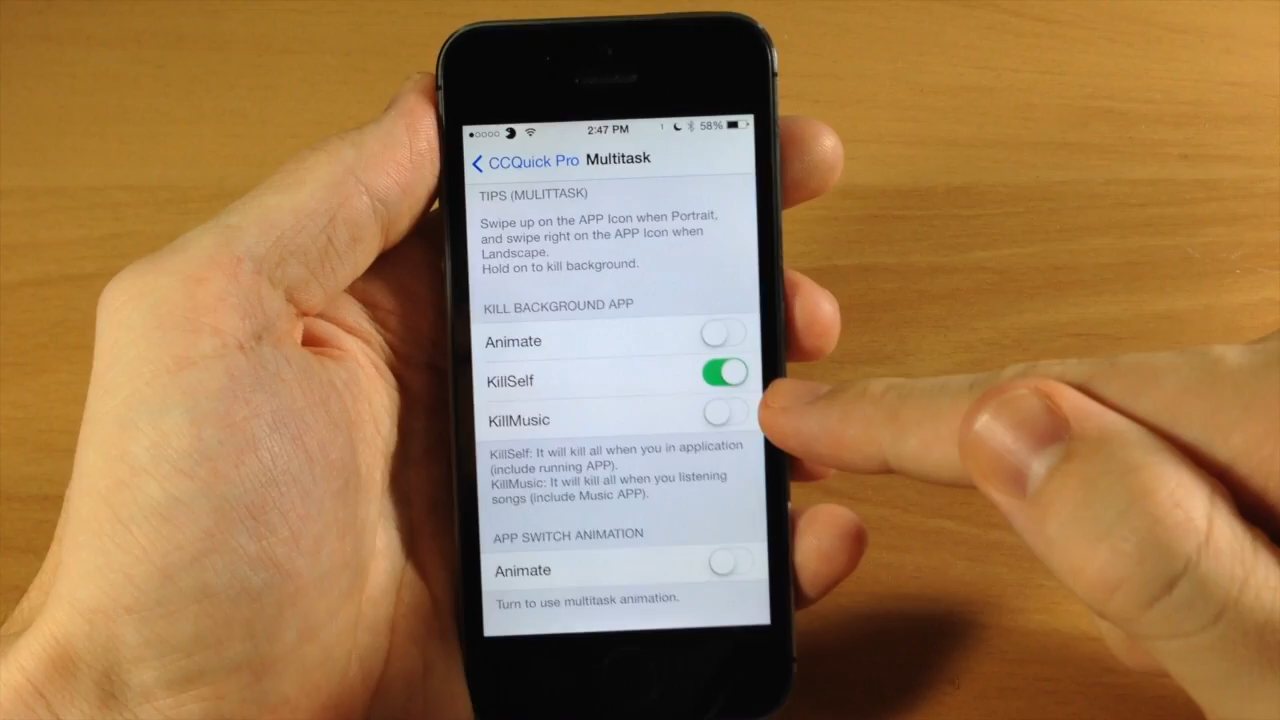 2:47 PM 58%
CCQuick Pro Multitask
TIPS (MULITTASK)
Swipe up on the APP Icon when Portrait,
and swipe right on the APP Icon when
Landscape.
Hold on to kill background.
KILL BACKGROUND APP
Animate
KillSelf
KillMusic
KillSelf: It will kill all when you in application
(include running APP).
KillMusic: It will kill all when you listening
songs (include Music APP).
APP SWITCH ANIMATION
Animate
Turn to use multitask animation.